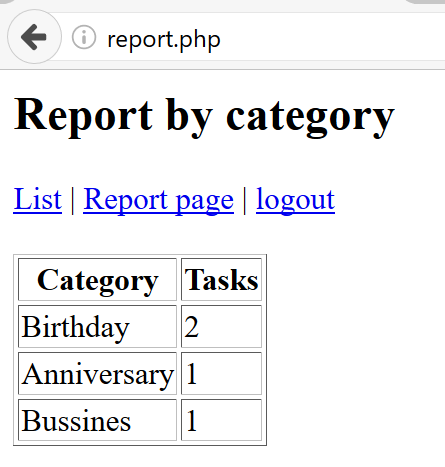 report.php
Report by category
List | Report page | logout
Category Tasks
Birthday 2
Anniversary 1
Bussines 1